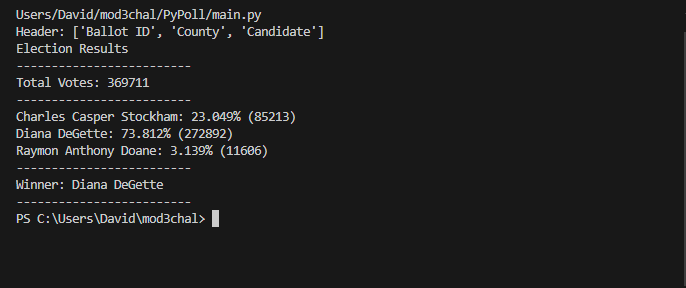 Users/David/mod3chal/PyPoll/main.py
Header: ['Ballot ID', 'County', 'Candidate']
Election Results
-------------------------
Total Votes: 369711
-------------------------
Charles Casper Stockham: 23.049% (85213)
Diana DeGette: 73.812% (272892)
Raymon Anthony Doane: 3.139% (11606)
-------------------------
Winner: Diana DeGette
-------------------------
PS C:\Users\David\mod3chal>